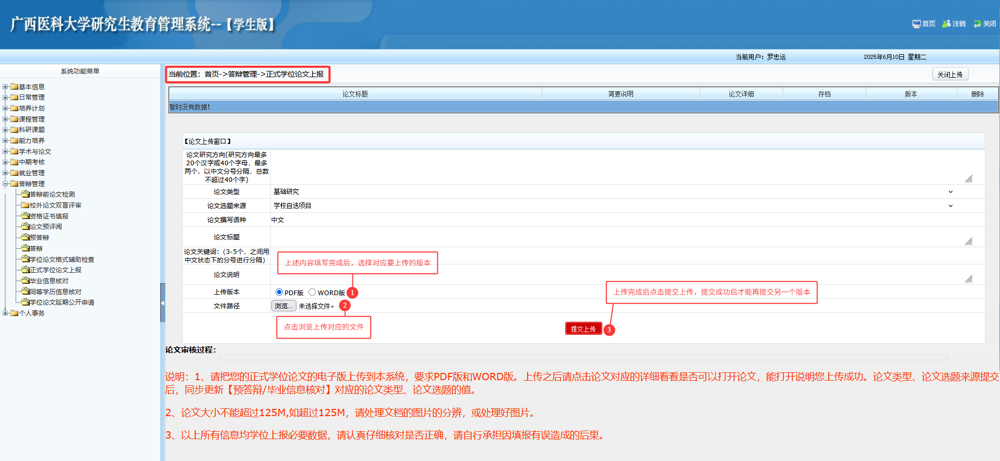 广西医科大学研究生教育管理系统--【学生版】
首页 注销 关闭
当前用户：罗忠运 2025年6月10日 星期二
系统功能菜单
基本信息
日常管理
培养计划
课程管理
科研课题
能力培养
学术与论文
中期考核
就业管理
答辩管理
答辩前论文检测
校外论文双盲评审
资格证书填报
论文预评阅
预答辩
答辩
学位论文格式辅助检查
正式学位论文上报
毕业信息核对
同等学历信息核对
学位论文延期公开申请
个人事务
当前位置：首页->答辩管理->正式学位论文上报
关闭上传
论文标题 简要说明 论文详细 存档 版本 删除
暂时没有数据!
【论文上传窗口】
论文研究方向(研究方向最多
20个汉字或40个字母，最多
两个，以中文分号分隔，总数
不超过40个字)
论文类型 基础研究
论文选题来源 学校自选项目
论文撰写语种 中文
论文标题
论文关键词：（3-5个，之间用
中文状态下的分号进行分隔）
上述内容填写完成后，选择对应要上传的版本
论文说明
上传版本 PDF版 WORD版 1
上传完成后点击提交上传，提交成功后才能再提交另一个版本
文件路径 浏览... 未选择文件。 2
点击浏览上传对应的文件
提交上传 3
论文审核过程：
说明：1、请把您的正式学位论文的电子版上传到本系统，要求PDF版和WORD版。上传之后请点击论文对应的详细看看是否可以打开论文，能打开说明您上传成功。论文类型、论文选题来源提交
后，同步更新【预答辩/毕业信息核对】对应的论文类型、论文选题的值。
2、论文大小不能超过125M,如超过125M，请处理文档的图片的分辨，或处理好图片。
3、以上所有信息均学位上报必要数据，请认真仔细核对是否正确，请自行承担因填报有误造成的后果。